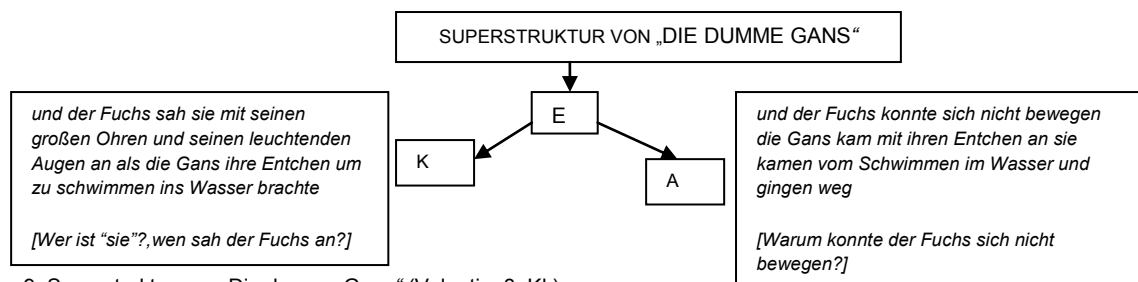 SUPERSTRUKTUR VON „DIE DUMME GANS“
E
K
A
und der Fuchs sah sie mit seinen
großen Ohren und seinen leuchtenden
Augen an als die Gans ihre Entchen um
zu schwimmen ins Wasser brachte
[Wer ist “sie”?,wen sah der Fuchs an?]
und der Fuchs konnte sich nicht bewegen
die Gans kam mit ihren Entchen an sie
kamen vom Schwimmen im Wasser und
gingen weg
[Warum konnte der Fuchs sich nicht
bewegen?]